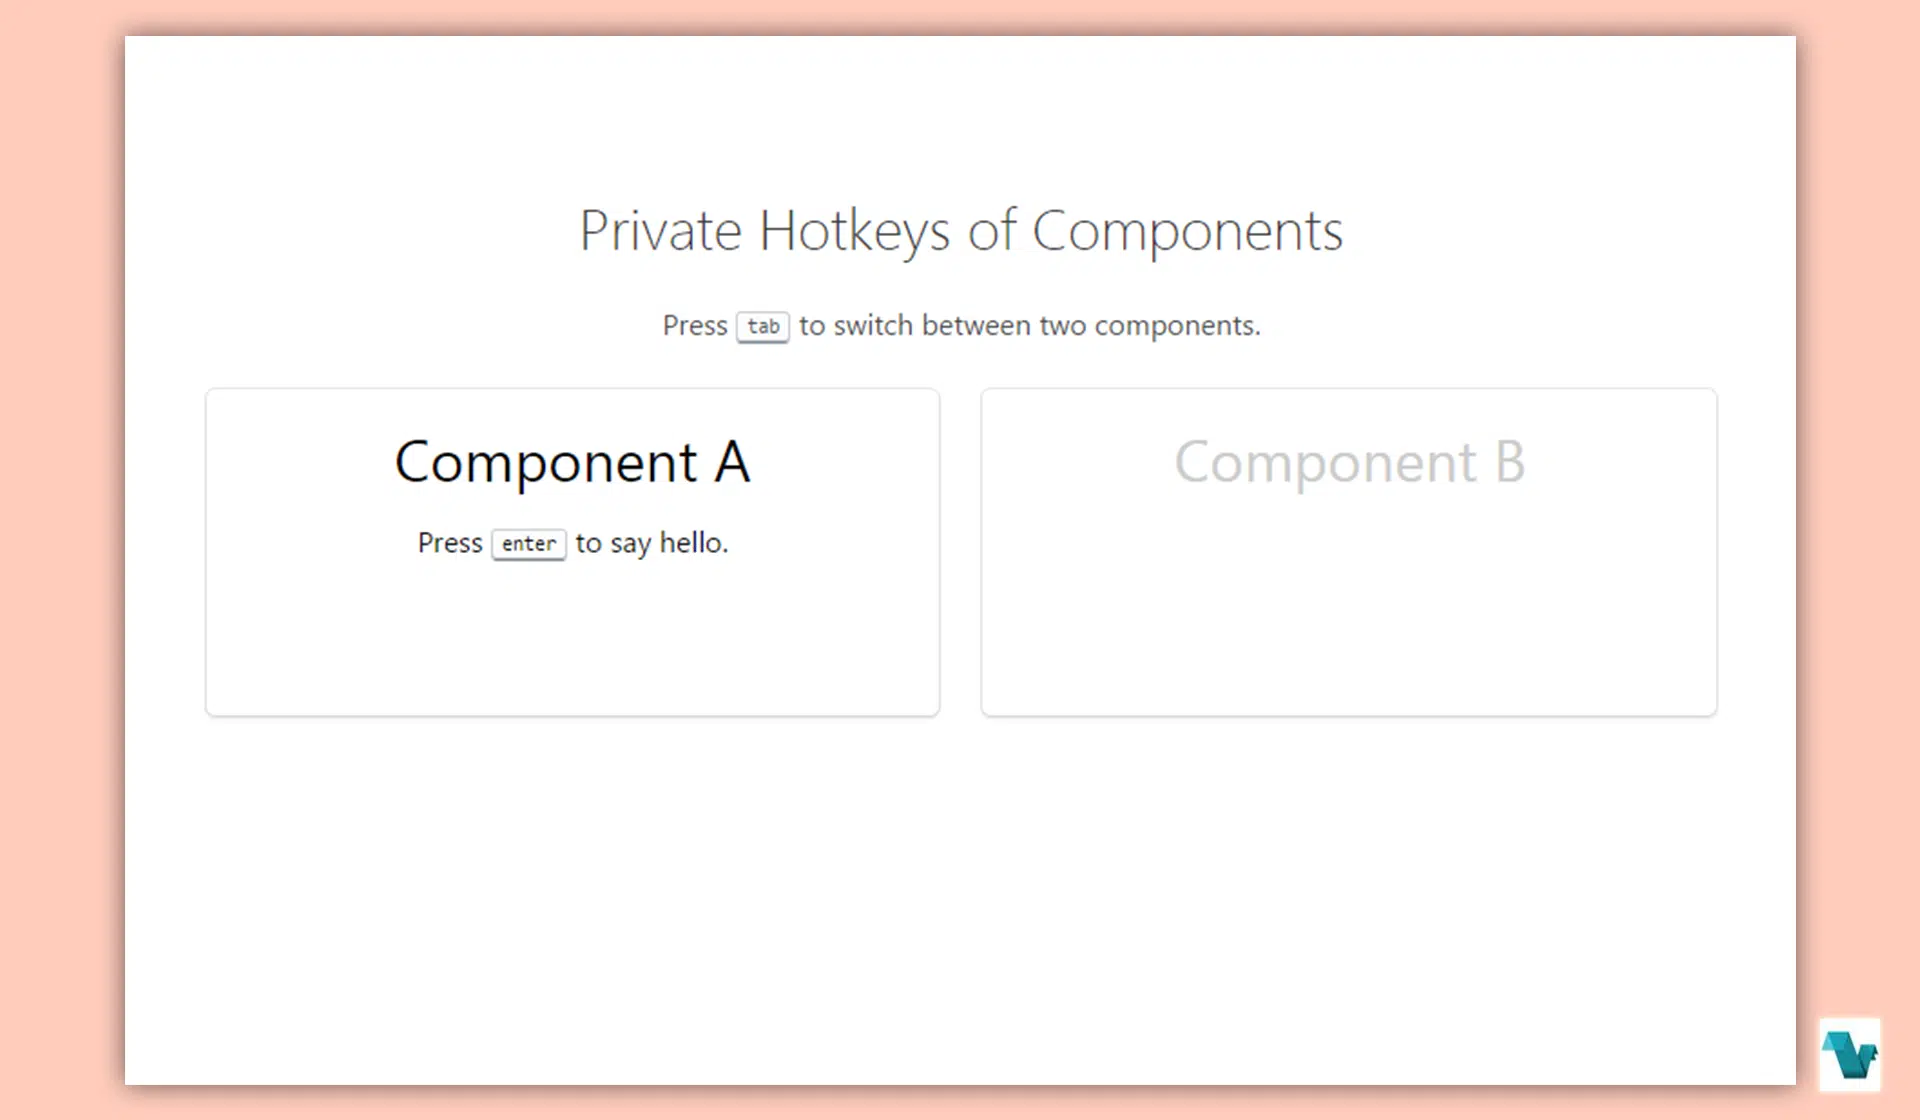 Private Hotkeys of Components
Press tab to switch between two components.
Component A
Press enter to say hello.
Component B